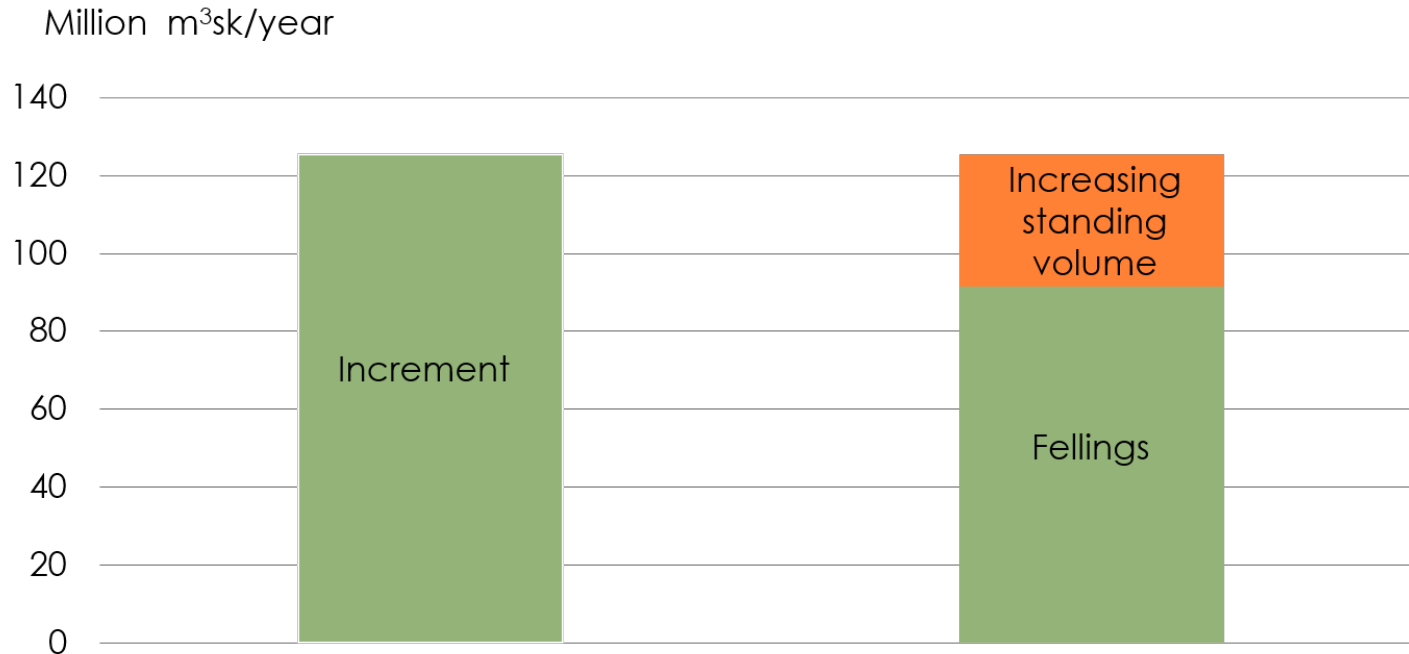 Million m³sk/year
140
120
100
80
60
40
20
0
Increment
Increasing
standing
volume
Fellings